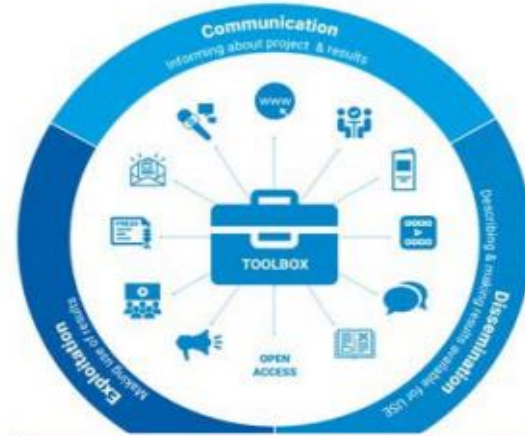 Communication
Informing about project & results
www
PRESS
TOOLBOX
OPEN
ACCESS
Dissemination
Describing & making results available for USE
Exploitation
Making use of results